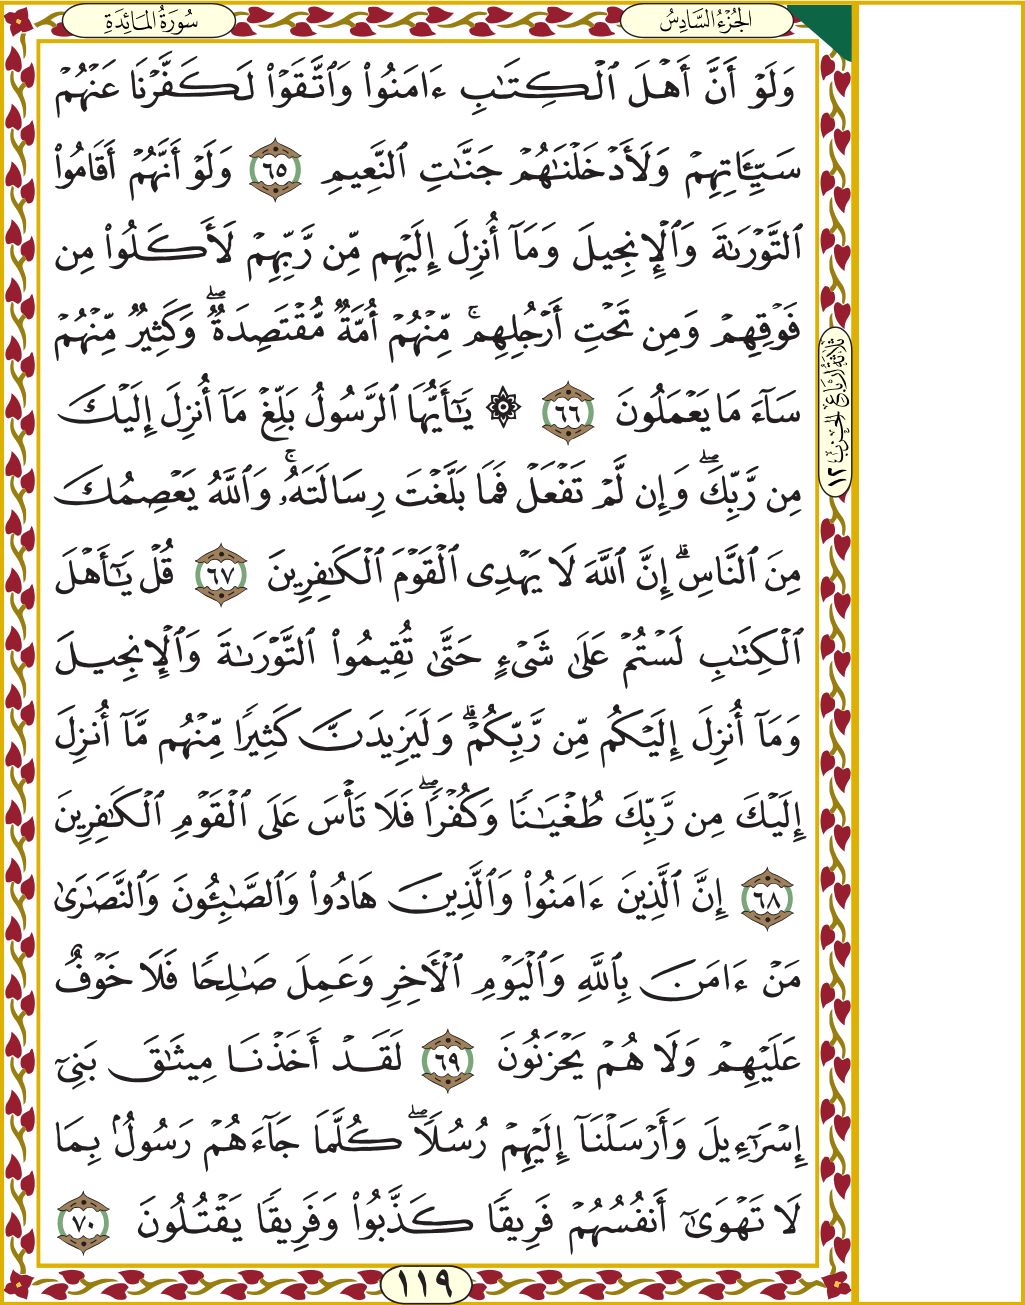 سُورَةُ المَائدَةِ
الجُزْءُ السَّادِسُ
وَلَوْ أَنَّ أَهْلَ ٱلْكِتَٰبِ ءَامَنُوا۟ وَٱتَّقَوْا۟ لَكَفَّرْنَا عَنْهُمْ
سَيِّـَٔاتِهِمْ وَلَأَدْخَلْنَٰهُمْ جَنَّٰتِ ٱلنَّعِيمِ ٦٥ وَلَوْ أَنَّهُمْ أَقَامُوا۟
ٱلتَّوْرَىٰةَ وَٱلْإِنجِيلَ وَمَآ أُنزِلَ إِلَيْهِم مِّن رَّبِّهِمْ لَأَكَلُوا۟ مِن
فَوْقِهِمْ وَمِن تَحْتِ أَرْجُلِهِم ۚ مِّنْهُمْ أُمَّةٌ مُّقْتَصِدَةٌ ۖ وَكَثِيرٌ مِّنْهُمْ
سَآءَ مَا يَعْمَلُونَ ٦٦ ۞ يَٰٓأَيُّهَا ٱلرَّسُولُ بَلِّغْ مَآ أُنزِلَ إِلَيْكَ
مِن رَّبِّكَ ۖ وَإِن لَّمْ تَفْعَلْ فَمَا بَلَّغْتَ رِسَالَتَهُۥ ۚ وَٱللَّهُ يَعْصِمُكَ
مِنَ ٱلنَّاسِ ۗ إِنَّ ٱللَّهَ لَا يَهْدِى ٱلْقَوْمَ ٱلْكَٰفِرِينَ ٦٧ قُلْ يَٰٓأَهْلَ
ٱلْكِتَٰبِ لَسْتُمْ عَلَىٰ شَىْءٍ حَتَّىٰ تُقِيمُوا۟ ٱلتَّوْرَىٰةَ وَٱلْإِنجِيلَ
وَمَآ أُنزِلَ إِلَيْكُم مِّن رَّبِّكُمْ ۗ وَلَيَزِيدَنَّ كَثِيرًا مِّنْهُم مَّآ أُنزِلَ
إِلَيْكَ مِن رَّبِّكَ طُغْيَٰنًا وَكُفْرًا ۖ فَلَا تَأْسَ عَلَى ٱلْقَوْمِ ٱلْكَٰفِرِينَ
٦٨ إِنَّ ٱلَّذِينَ ءَامَنُوا۟ وَٱلَّذِينَ هَادُوا۟ وَٱلصَّٰبِـُٔونَ وَٱلنَّصَٰرَىٰ
مَنْ ءَامَنَ بِٱللَّهِ وَٱلْيَوْمِ ٱلْـَٔاخِرِ وَعَمِلَ صَٰلِحًا فَلَا خَوْفٌ
عَلَيْهِمْ وَلَا هُمْ يَحْزَنُونَ ٦٩ لَقَدْ أَخَذْنَا مِيثَٰقَ بَنِىٓ
إِسْرَٰٓءِيلَ وَأَرْسَلْنَآ إِلَيْهِمْ رُسُلًا ۖ كُلَّمَا جَآءَهُمْ رَسُولٌۢ بِمَا
لَا تَهْوَىٰٓ أَنفُسُهُمْ فَرِيقًا كَذَّبُوا۟ وَفَرِيقًا يَقْتُلُونَ ٧٠
ثَلَاثَةُ أَرْبَاعِ الحِزْبِ ١٢
١١٩